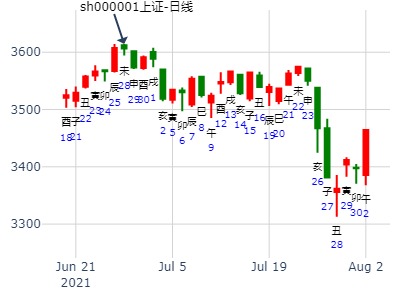 sh000001上证-日线
3600
3500
3400
3300
酉
18
子
21
丑
22
寅
23
卯
24
辰
25
未
28
申
29
酉
30
戌
1
亥
2
寅
5
卯
6
辰
7
巳
8
午
9
酉
12
戌
13
亥
14
子
15
丑
16
辰
19
巳
20
午
21
未
22
申
23
亥
26
子
27
丑
28
寅
29
卯
30
午
2
Jun 21
2021
Jul 5
Jul 19
Aug 2